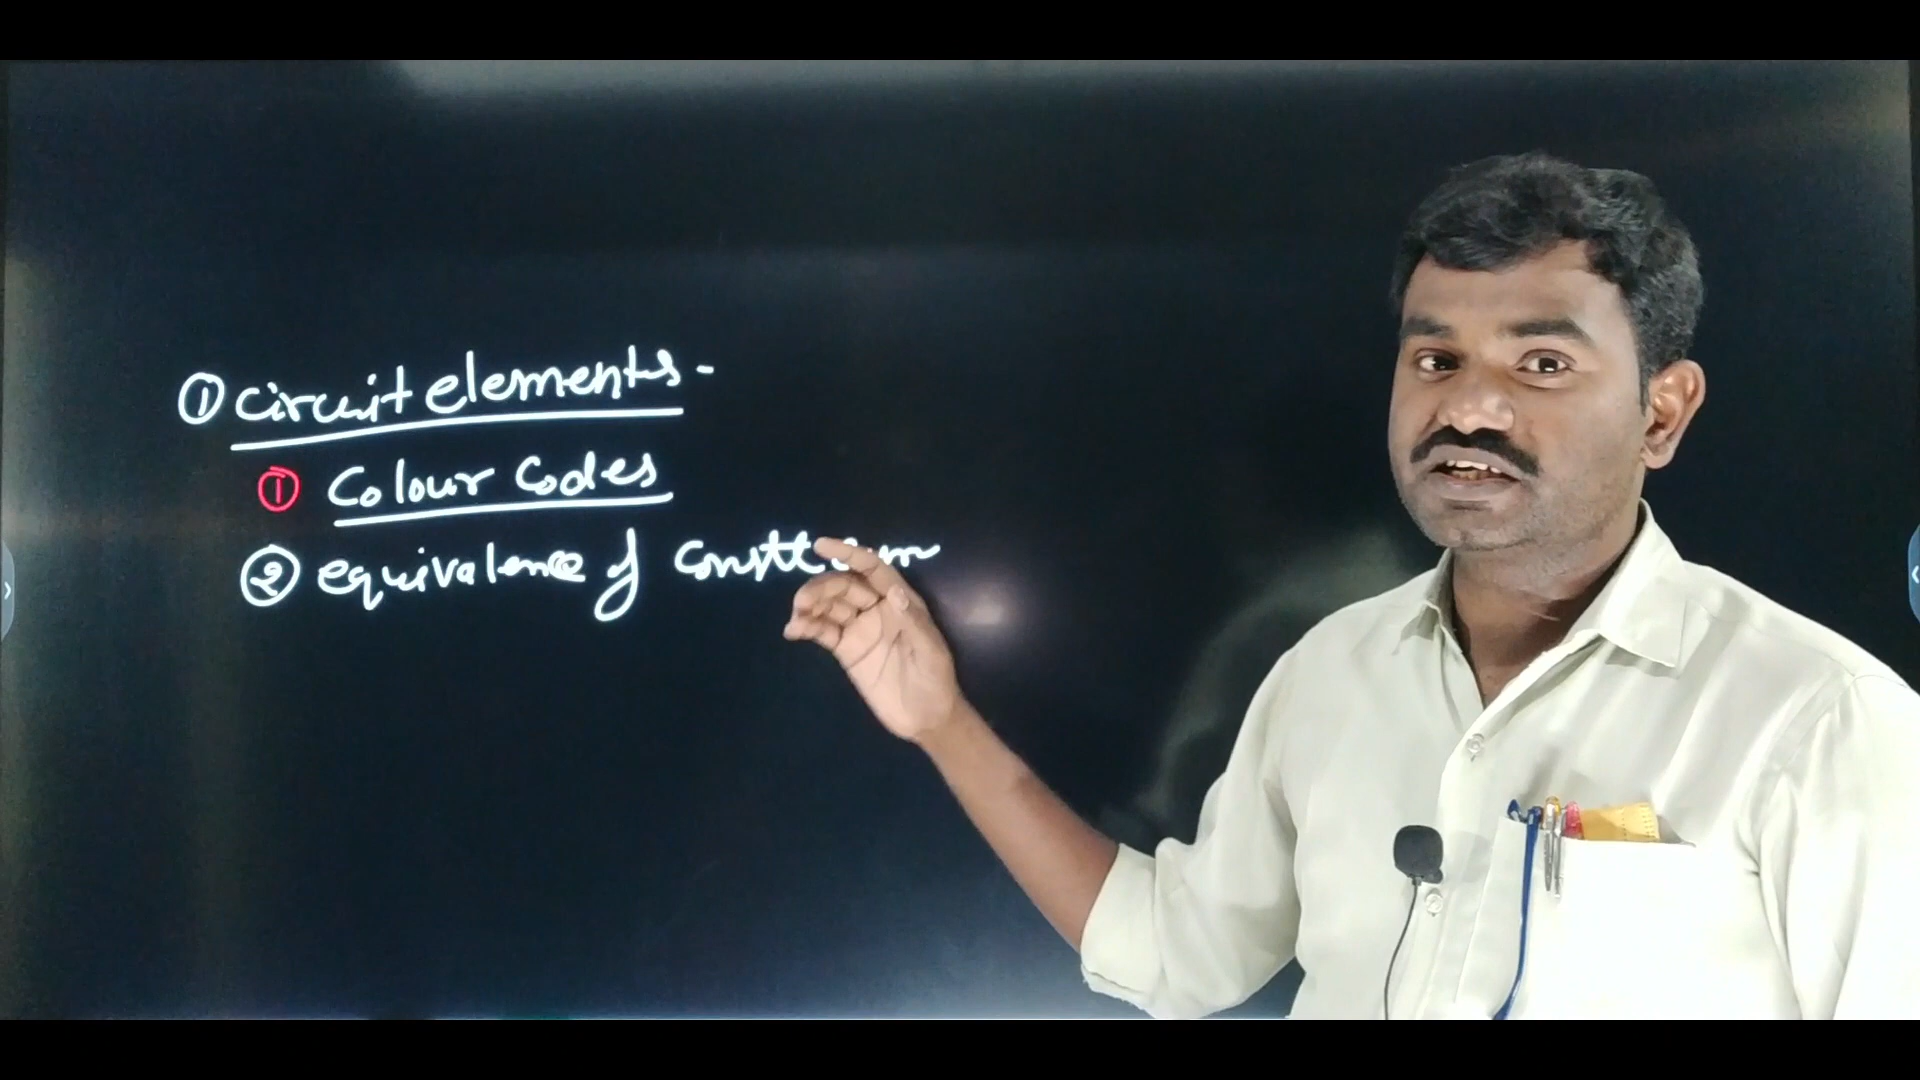 ① Circuit elements -
① Colour Codes
② equivalence of